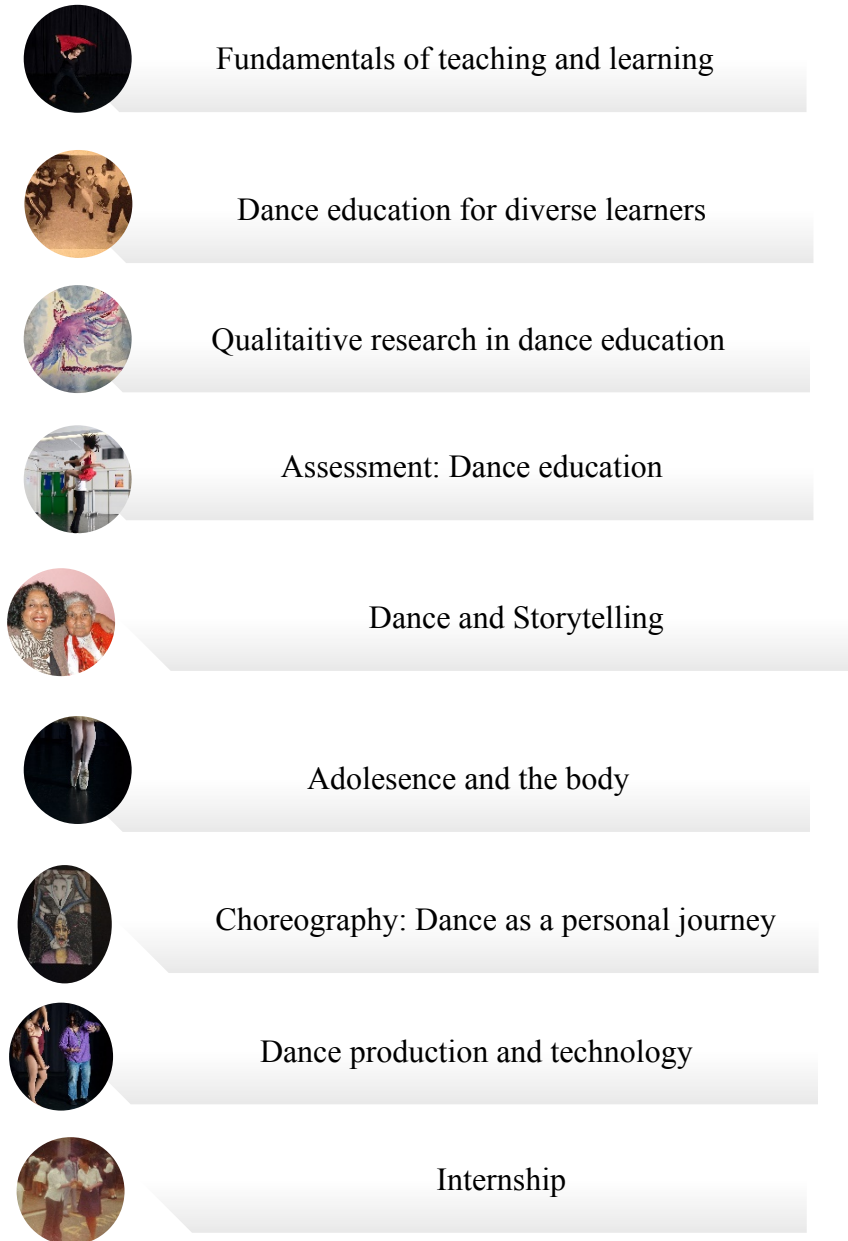 Fundamentals of teaching and learning
Dance education for diverse learners
Qualitaitive research in dance education
Assessment: Dance education
Dance and Storytelling
Adolesence and the body
Choreography: Dance as a personal journey
Dance production and technology
Internship